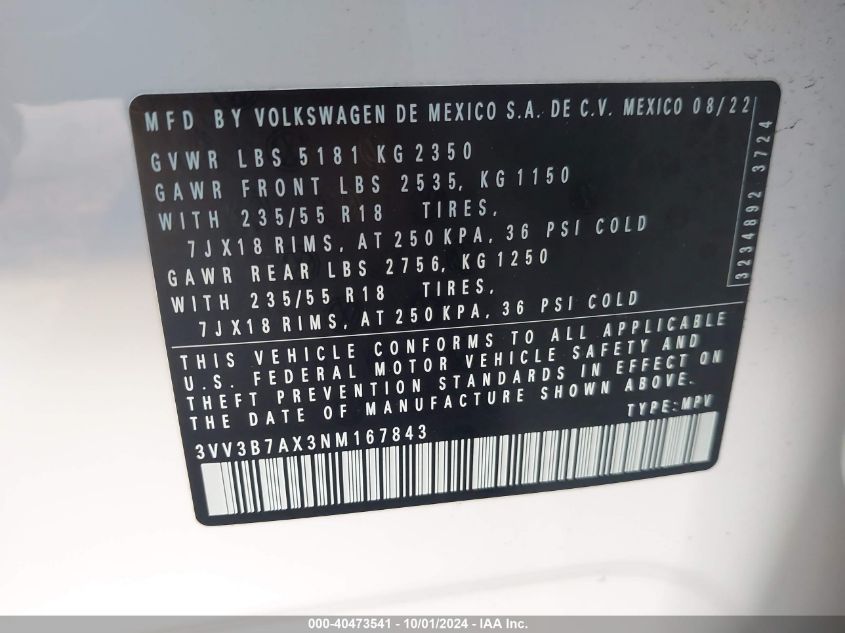 MFD BY VOLKSWAGEN DE MEXICO S.A. DE C.V. MEXICO 08/22
GVWR LBS 5181 KG 2350
GAWR FRONT LBS 2535, KG 1150
WITH 235/55 R18 TIRES,
7JX18 RIMS, AT 250 KPA, 36 PSI COLD
GAWR REAR LBS 2756, KG 1250
WITH 235/55 R18 TIRES,
7JX18 RIMS, AT 250 KPA, 36 PSI COLD
3234892 3724
THIS VEHICLE CONFORMS TO ALL APPLICABLE
U.S. FEDERAL MOTOR VEHICLE SAFETY AND
THEFT PREVENTION STANDARDS IN EFFECT ON
THE DATE OF MANUFACTURE SHOWN ABOVE.
TYPE: MPV
3VV3B7AX3NM167843
000-40473541 - 10/01/2024 - IAA Inc.